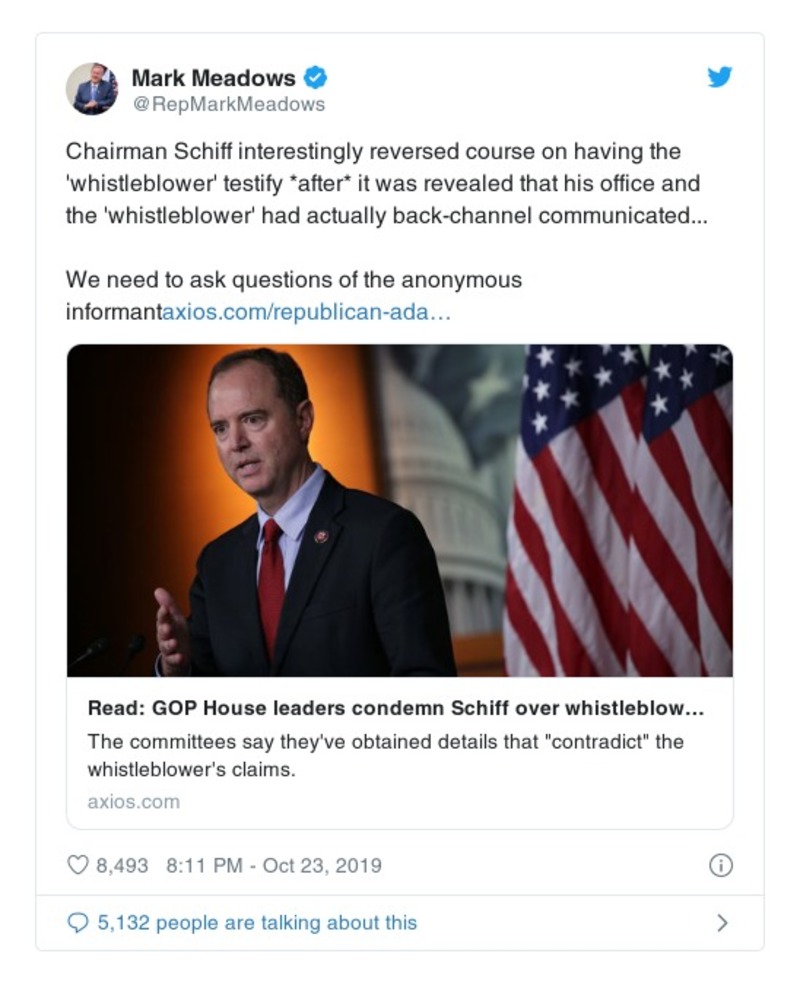 Mark Meadows
@RepMarkMeadows
Chairman Schiff interestingly reversed course on having the
'whistleblower' testify *after* it was revealed that his office and
the 'whistleblower' had actually back-channel communicated...
We need to ask questions of the anonymous
informantaxios.com/republican-ada…
Read: GOP House leaders condemn Schiff over whistleblow…
The committees say they've obtained details that "contradict" the
whistleblower's claims.
axios.com
8,493 8:11 PM - Oct 23, 2019
5,132 people are talking about this